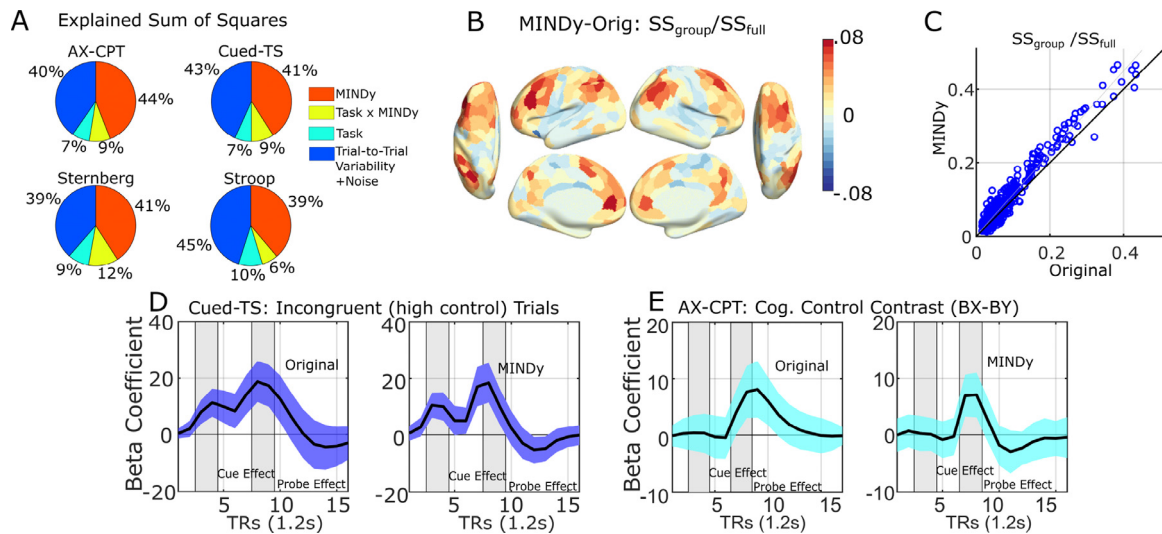 A
Explained Sum of Squares
AX-CPT
Cued-TS
40%
44%
7%
9%
43%
41%
7%
9%
MINDy
Task x MINDy
Task
Trial-to-Trial
Variability
+Noise
Sternberg
Stroop
39%
41%
9%
12%
39%
45%
10%
6%
B
MINDy-Orig: SSgroup/SSfull
.08
0
-.08
C
SSgroup /SSfull
MINDy
0.4
0.2
0
0
0.2
0.4
Original
D
Cued-TS: Incongruent (high control) Trials
Beta Coefficient
40
20
0
-20
Original
Cue Effect
Probe Effect
5
10
15
TRs (1.2s)
40
20
0
-20
MINDy
Cue Effect
Probe Effect
5
10
15
TRs (1.2s)
E
AX-CPT: Cog. Control Contrast (BX-BY)
Beta Coefficient
20
10
0
-10
Original
Cue Effect
Probe Effect
5
10
15
TRs (1.2s)
20
10
0
-10
MINDy
Cue Effect
Probe Effect
5
10
15
TRs (1.2s)